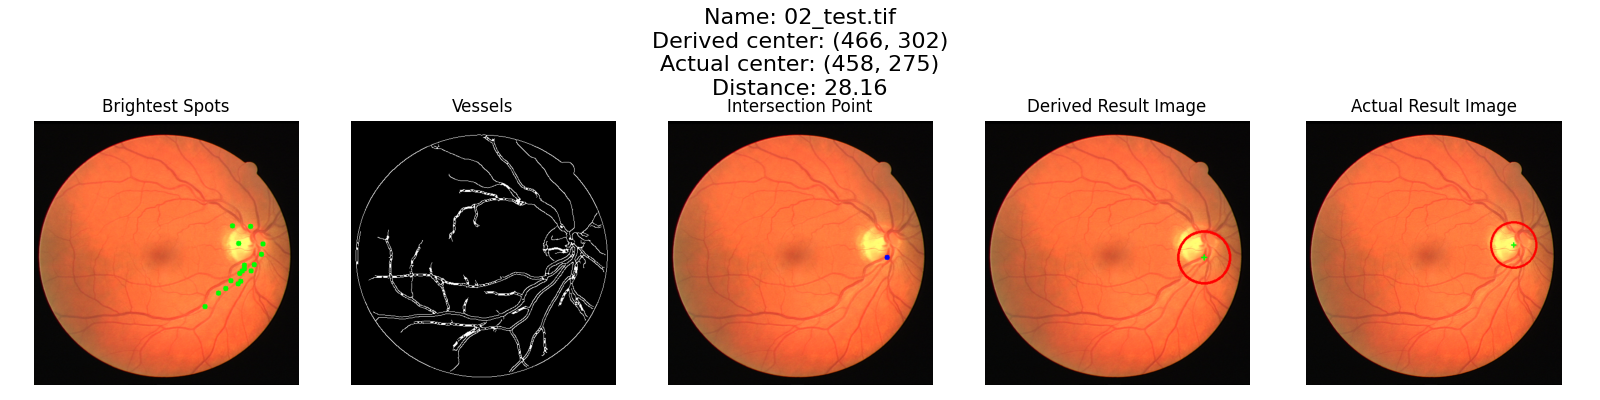 Name: 02_test.tif
Derived center: (466, 302)
Actual center: (458, 275)
Distance: 28.16
Brightest Spots
Vessels
Intersection Point
Derived Result Image
Actual Result Image